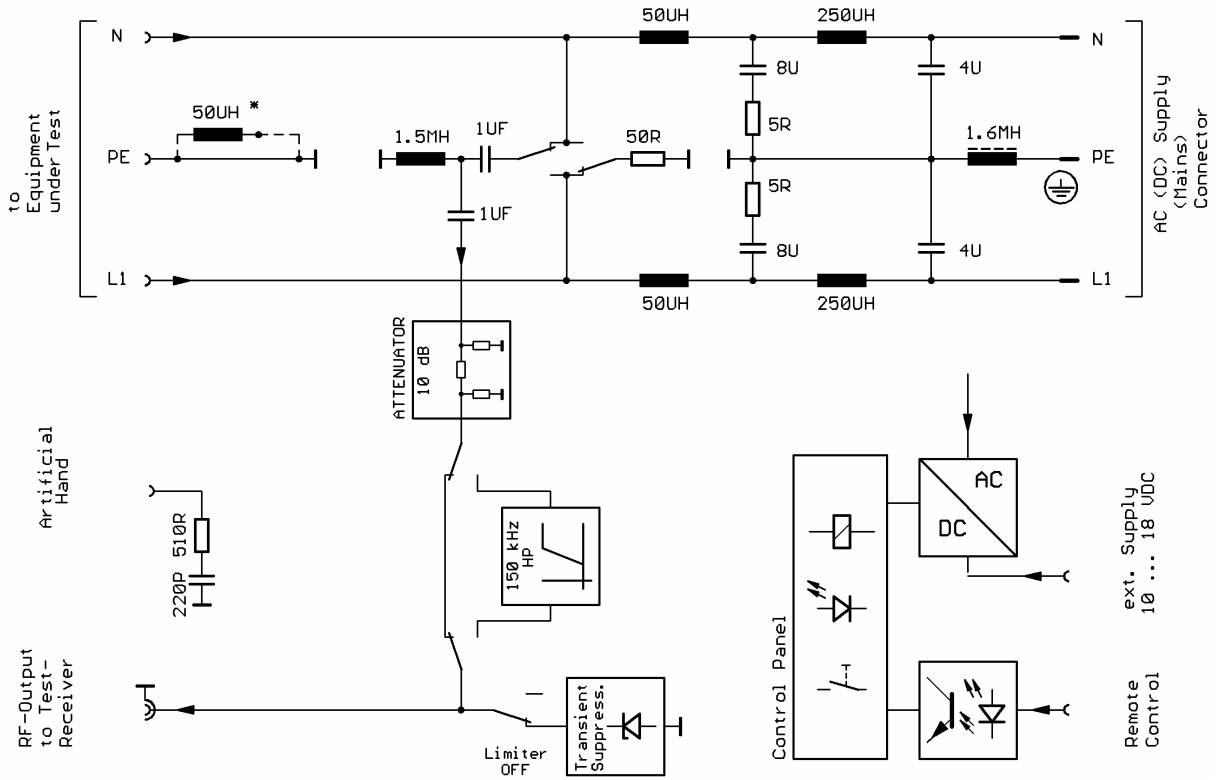 50UH
250UH
N
8U
4U
N
50UH *
5R
1.5MH
1UF
50R
1.6MH
PE
PE
to
Equipment
under Test
AC (DC) Supply
(Mains)
Connector
1UF
5R
8U
4U
L1
L1
50UH
250UH
ATTENUATOR
10 dB
Artificial
Hand
510R
220P
150 kHz
HP
AC
DC
ext. Supply
10 ... 18 VDC
Control Panel
RF-Output
to Test-
Receiver
Limiter
OFF
Transient
Suppress.
Remote
Control